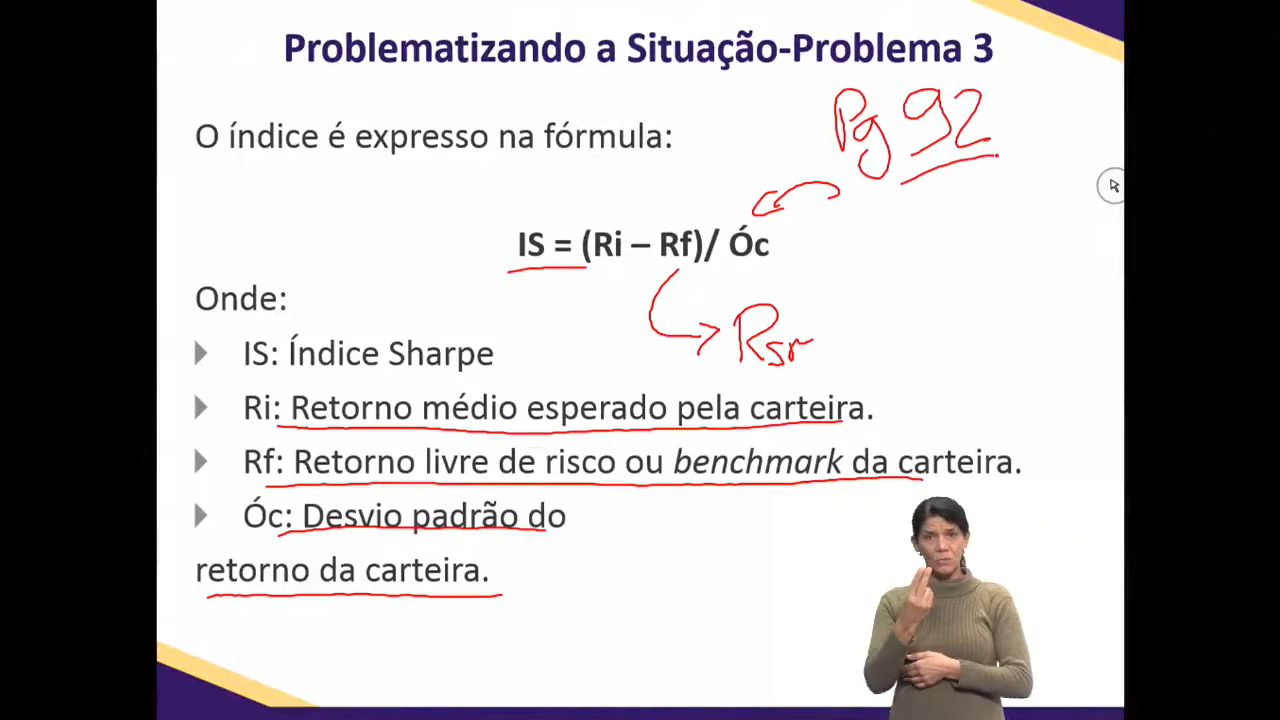 Problematizando a Situação-Problema 3
O índice é expresso na fórmula:
Pg 92
IS = (Ri – Rf)/ Óc
Onde:
Rsr
IS: Índice Sharpe
Ri: Retorno médio esperado pela carteira.
Rf: Retorno livre de risco ou benchmark da carteira.
Óc: Desvio padrão do
retorno da carteira.